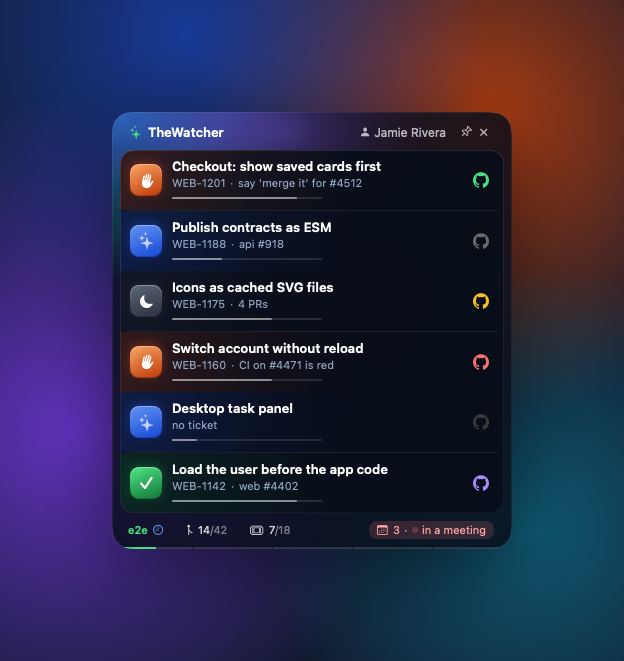 TheWatcher
Jamie Rivera
Checkout: show saved cards first
WEB-1201 · say 'merge it' for #4512
Publish contracts as ESM
WEB-1188 · api #918
Icons as cached SVG files
WEB-1175 · 4 PRs
Switch account without reload
WEB-1160 · CI on #4471 is red
Desktop task panel
no ticket
Load the user before the app code
WEB-1142 · web #4402
e2e 14/42 7/18 3 · in a meeting